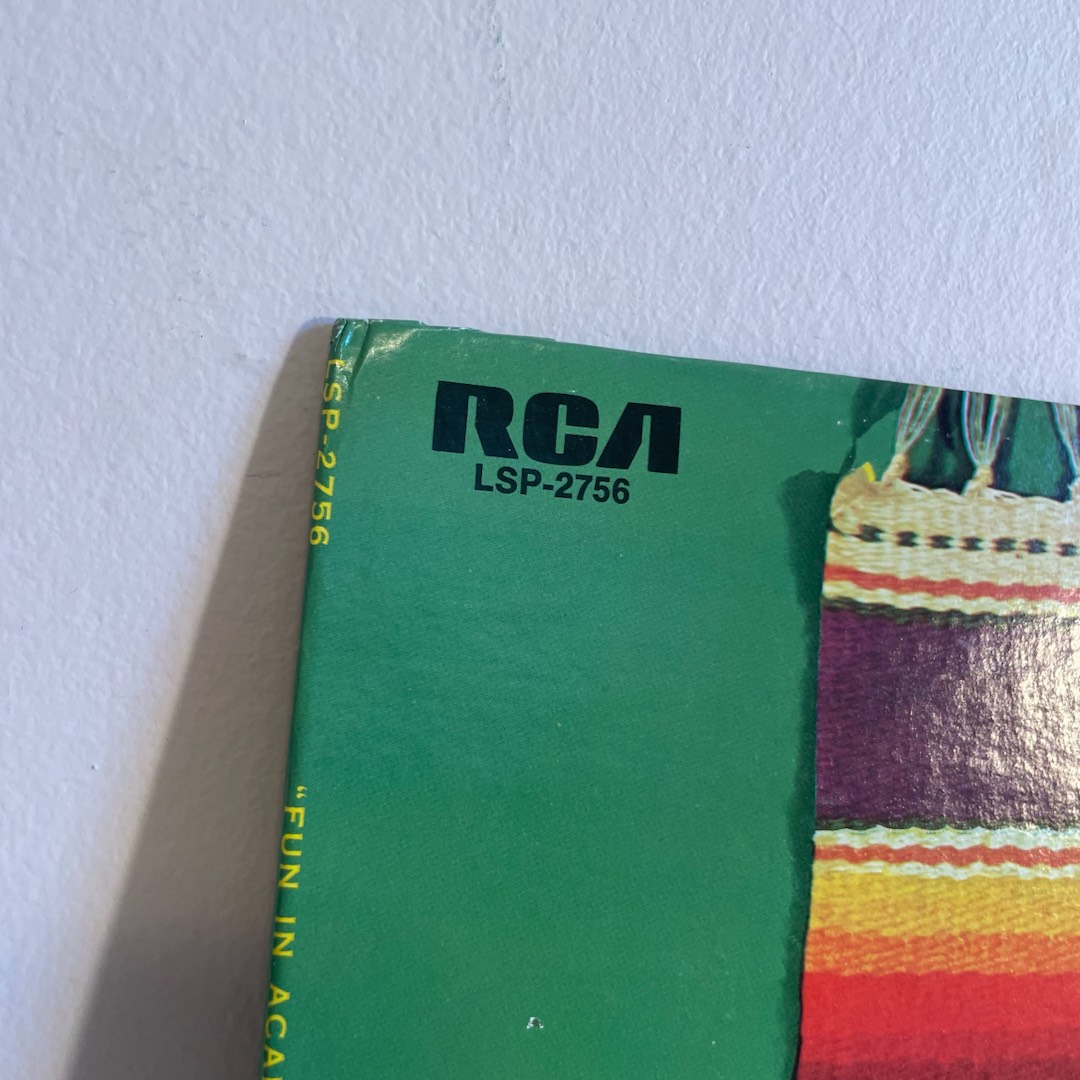 RCA
LSP-2756
LSP-2756
"FUN IN ACA